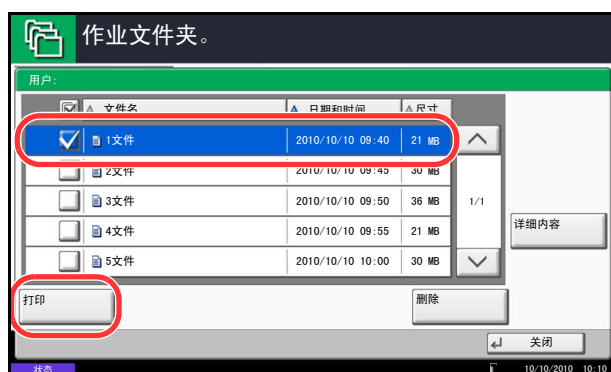 作业文件夹。
用户:
文件名 日期和时间 尺寸
1文件 2010/10/10 09:40 21 MB
2文件 2010/10/10 09:45 30 MB
3文件 2010/10/10 09:50 36 MB
1/1
4文件 2010/10/10 09:55 21 MB
详细内容
5文件 2010/10/10 10:00 30 MB
打印 删除
关闭
状态 10/10/2010 10:10